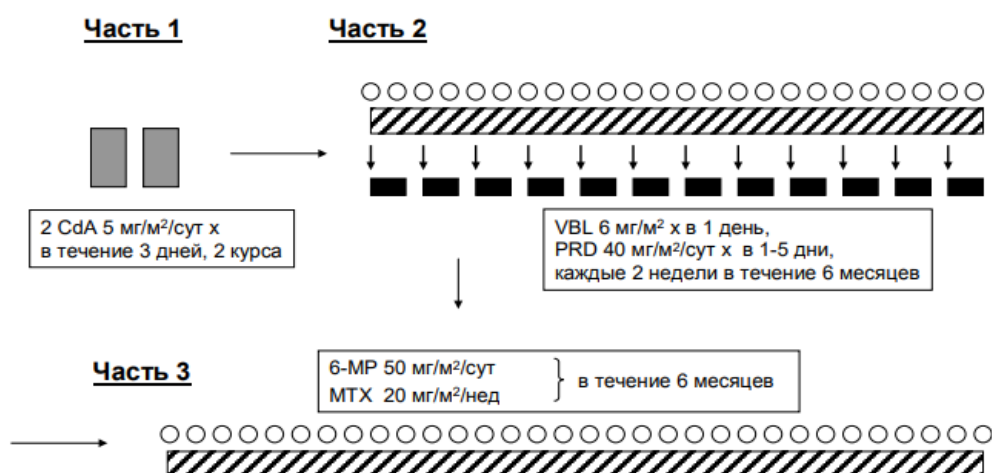 Часть 1
Часть 2
2 CdA 5 мг/м²/сут х
в течение 3 дней, 2 курса
VBL 6 мг/м² х в 1 день,
PRD 40 мг/м²/сут х в 1-5 дни,
каждые 2 недели в течение 6 месяцев
Часть 3
6-MP 50 мг/м²/сут
MTX 20 мг/м²/нед
в течение 6 месяцев